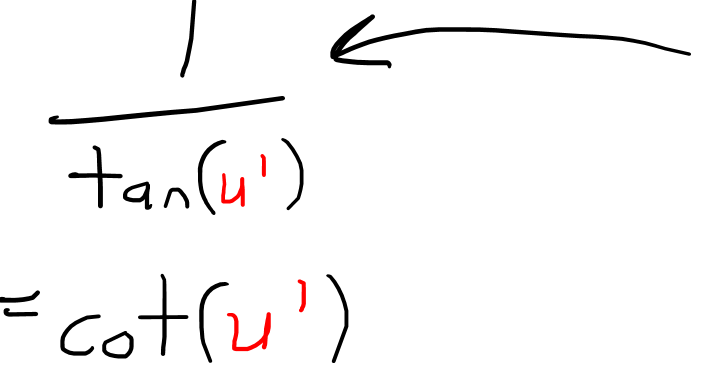 1
tan(u')
= cot(u')